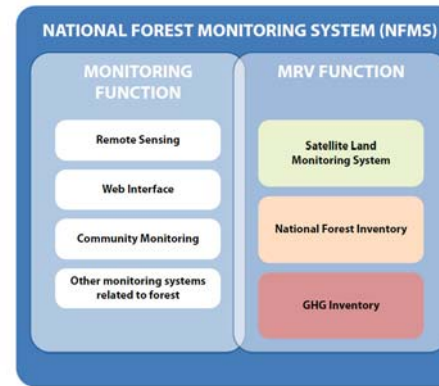 NATIONAL FOREST MONITORING SYSTEM (NFMS)
MONITORING
FUNCTION
Remote Sensing
Web Interface
Community Monitoring
Other monitoring systems
related to forest
MRV FUNCTION
Satellite Land
Monitoring System
National Forest Inventory
GHG Inventory